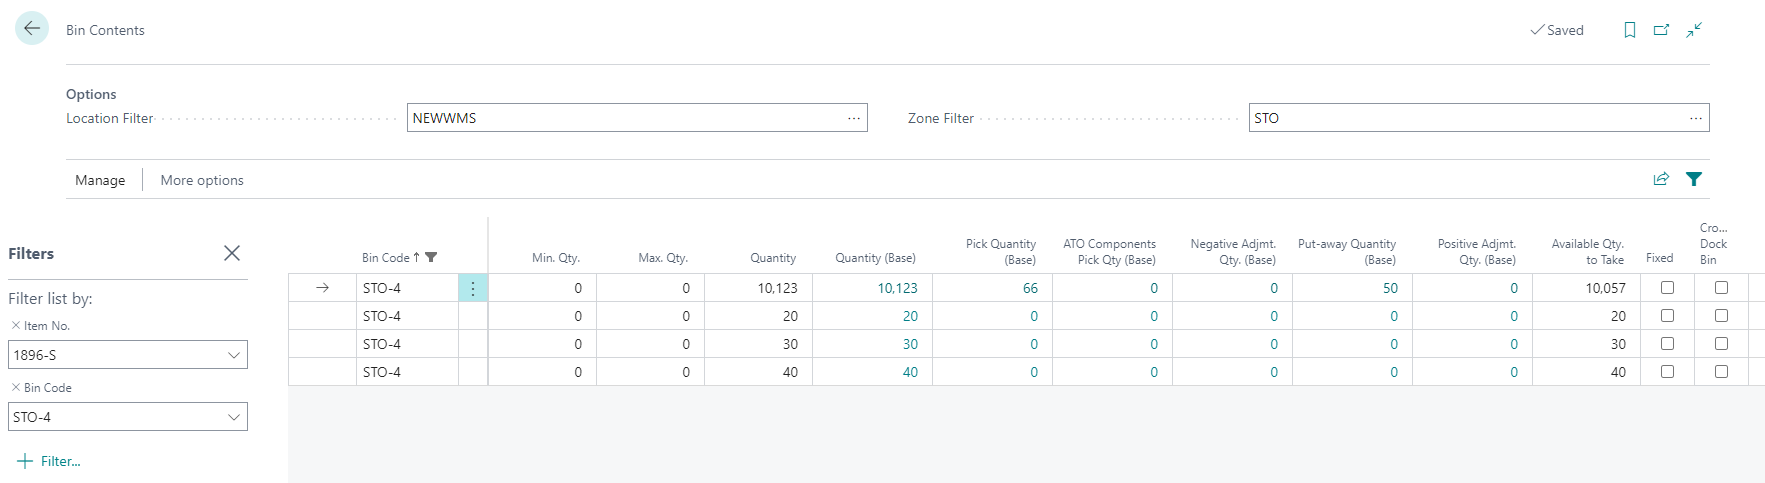 Bin Contents
Saved
Options
Location Filter NEWWMS ... Zone Filter STO ...
Manage More options
Filters
Filter list by:
× Item No.
1896-S
× Bin Code
STO-4
+ Filter...
Bin Code ↑ Min. Qty. Max. Qty. Quantity Quantity (Base) Pick Quantity (Base) ATO Components Pick Qty (Base) Negative Adjmt. Qty. (Base) Put-away Quantity (Base) Positive Adjmt. Qty. (Base) Available Qty. to Take Fixed Cro... Dock Bin
→ STO-4 0 0 10,123 10,123 66 0 0 50 0 10,057
STO-4 0 0 20 20 0 0 0 0 0 20
STO-4 0 0 30 30 0 0 0 0 0 30
STO-4 0 0 40 40 0 0 0 0 0 40